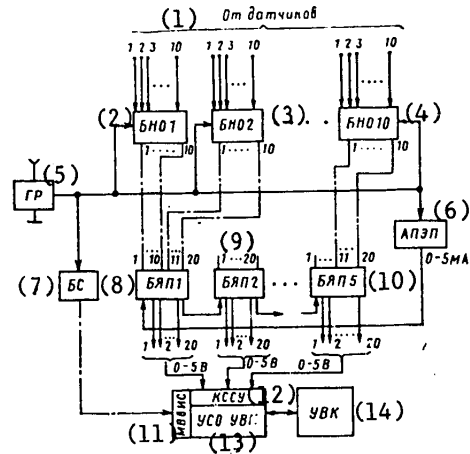 (1) От датчиков
1 2 3 10 1 2 3 10 1 2 3 10
(2) БНО1 (3) БНО2 (4) БНО10
1 10 1 10 1 10
ГР (5)
(6)
АПЭП
(9)
0-5мА
1 10 11 20 1 20 1 11 20
(7) БС (8) БЯП1 БЯП2 БЯП5 (10)
1 2 20 1 2 20 1 2 20
0-5В 0-5В 0-5В
КССУ (12)
МВВИС УСО УВК УВК (14)
(11) (13)